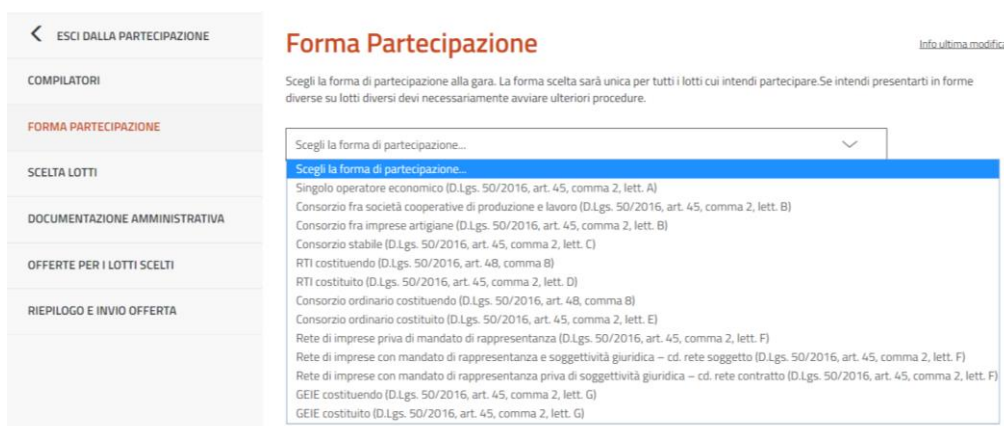 ESCI DALLA PARTECIPAZIONE
COMPILATORI
FORMA PARTECIPAZIONE
SCELTA LOTTI
DOCUMENTAZIONE AMMINISTRATIVA
OFFERTE PER I LOTTI SCELTI
RIEPILOGO E INVIO OFFERTA
Forma Partecipazione
Info ultima modifica
Scegli la forma di partecipazione alla gara. La forma scelta sarà unica per tutti i lotti cui intendi partecipare.Se intendi presentarti in forme
diverse su lotti diversi devi necessariamente avviare ulteriori procedure.
Scegli la forma di partecipazione...
Scegli la forma di partecipazione...
Singolo operatore economico (D.Lgs. 50/2016, art. 45, comma 2, lett. A)
Consorzio fra società cooperative di produzione e lavoro (D.Lgs. 50/2016, art. 45, comma 2, lett. B)
Consorzio fra imprese artigiane (D.Lgs. 50/2016, art. 45, comma 2, lett. B)
Consorzio stabile (D.Lgs. 50/2016, art. 45, comma 2, lett. C)
RTI costituendo (D.Lgs. 50/2016, art. 48, comma 8)
RTI costituito (D.Lgs. 50/2016, art. 45, comma 2, lett. D)
Consorzio ordinario costituendo (D.Lgs. 50/2016, art. 48, comma 8)
Consorzio ordinario costituito (D.Lgs. 50/2016, art. 45, comma 2, lett. E)
Rete di imprese priva di mandato di rappresentanza (D.Lgs. 50/2016, art. 45, comma 2, lett. F)
Rete di imprese con mandato di rappresentanza e soggettività giuridica – cd. rete soggetto (D.Lgs. 50/2016, art. 45, comma 2, lett. F)
Rete di imprese con mandato di rappresentanza priva di soggettività giuridica – cd. rete contratto (D.Lgs. 50/2016, art. 45, comma 2, lett. F)
GEIE costituendo (D.Lgs. 50/2016, art. 45, comma 2, lett. G)
GEIE costituito (D.Lgs. 50/2016, art. 45, comma 2, lett. G)